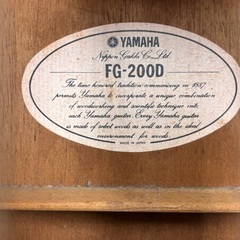 YAMAHA
Nippon Gakki Co., Ltd.
FG-200D
The time honored tradition commencing in 1887
permits Yamaha to incorporate a unique combination
of woodworking and scientific technique into
each Yamaha guitar. Every Yamaha guitar
is made of select woods as well as in the ideal
environment for woods.
MADE IN JAPAN